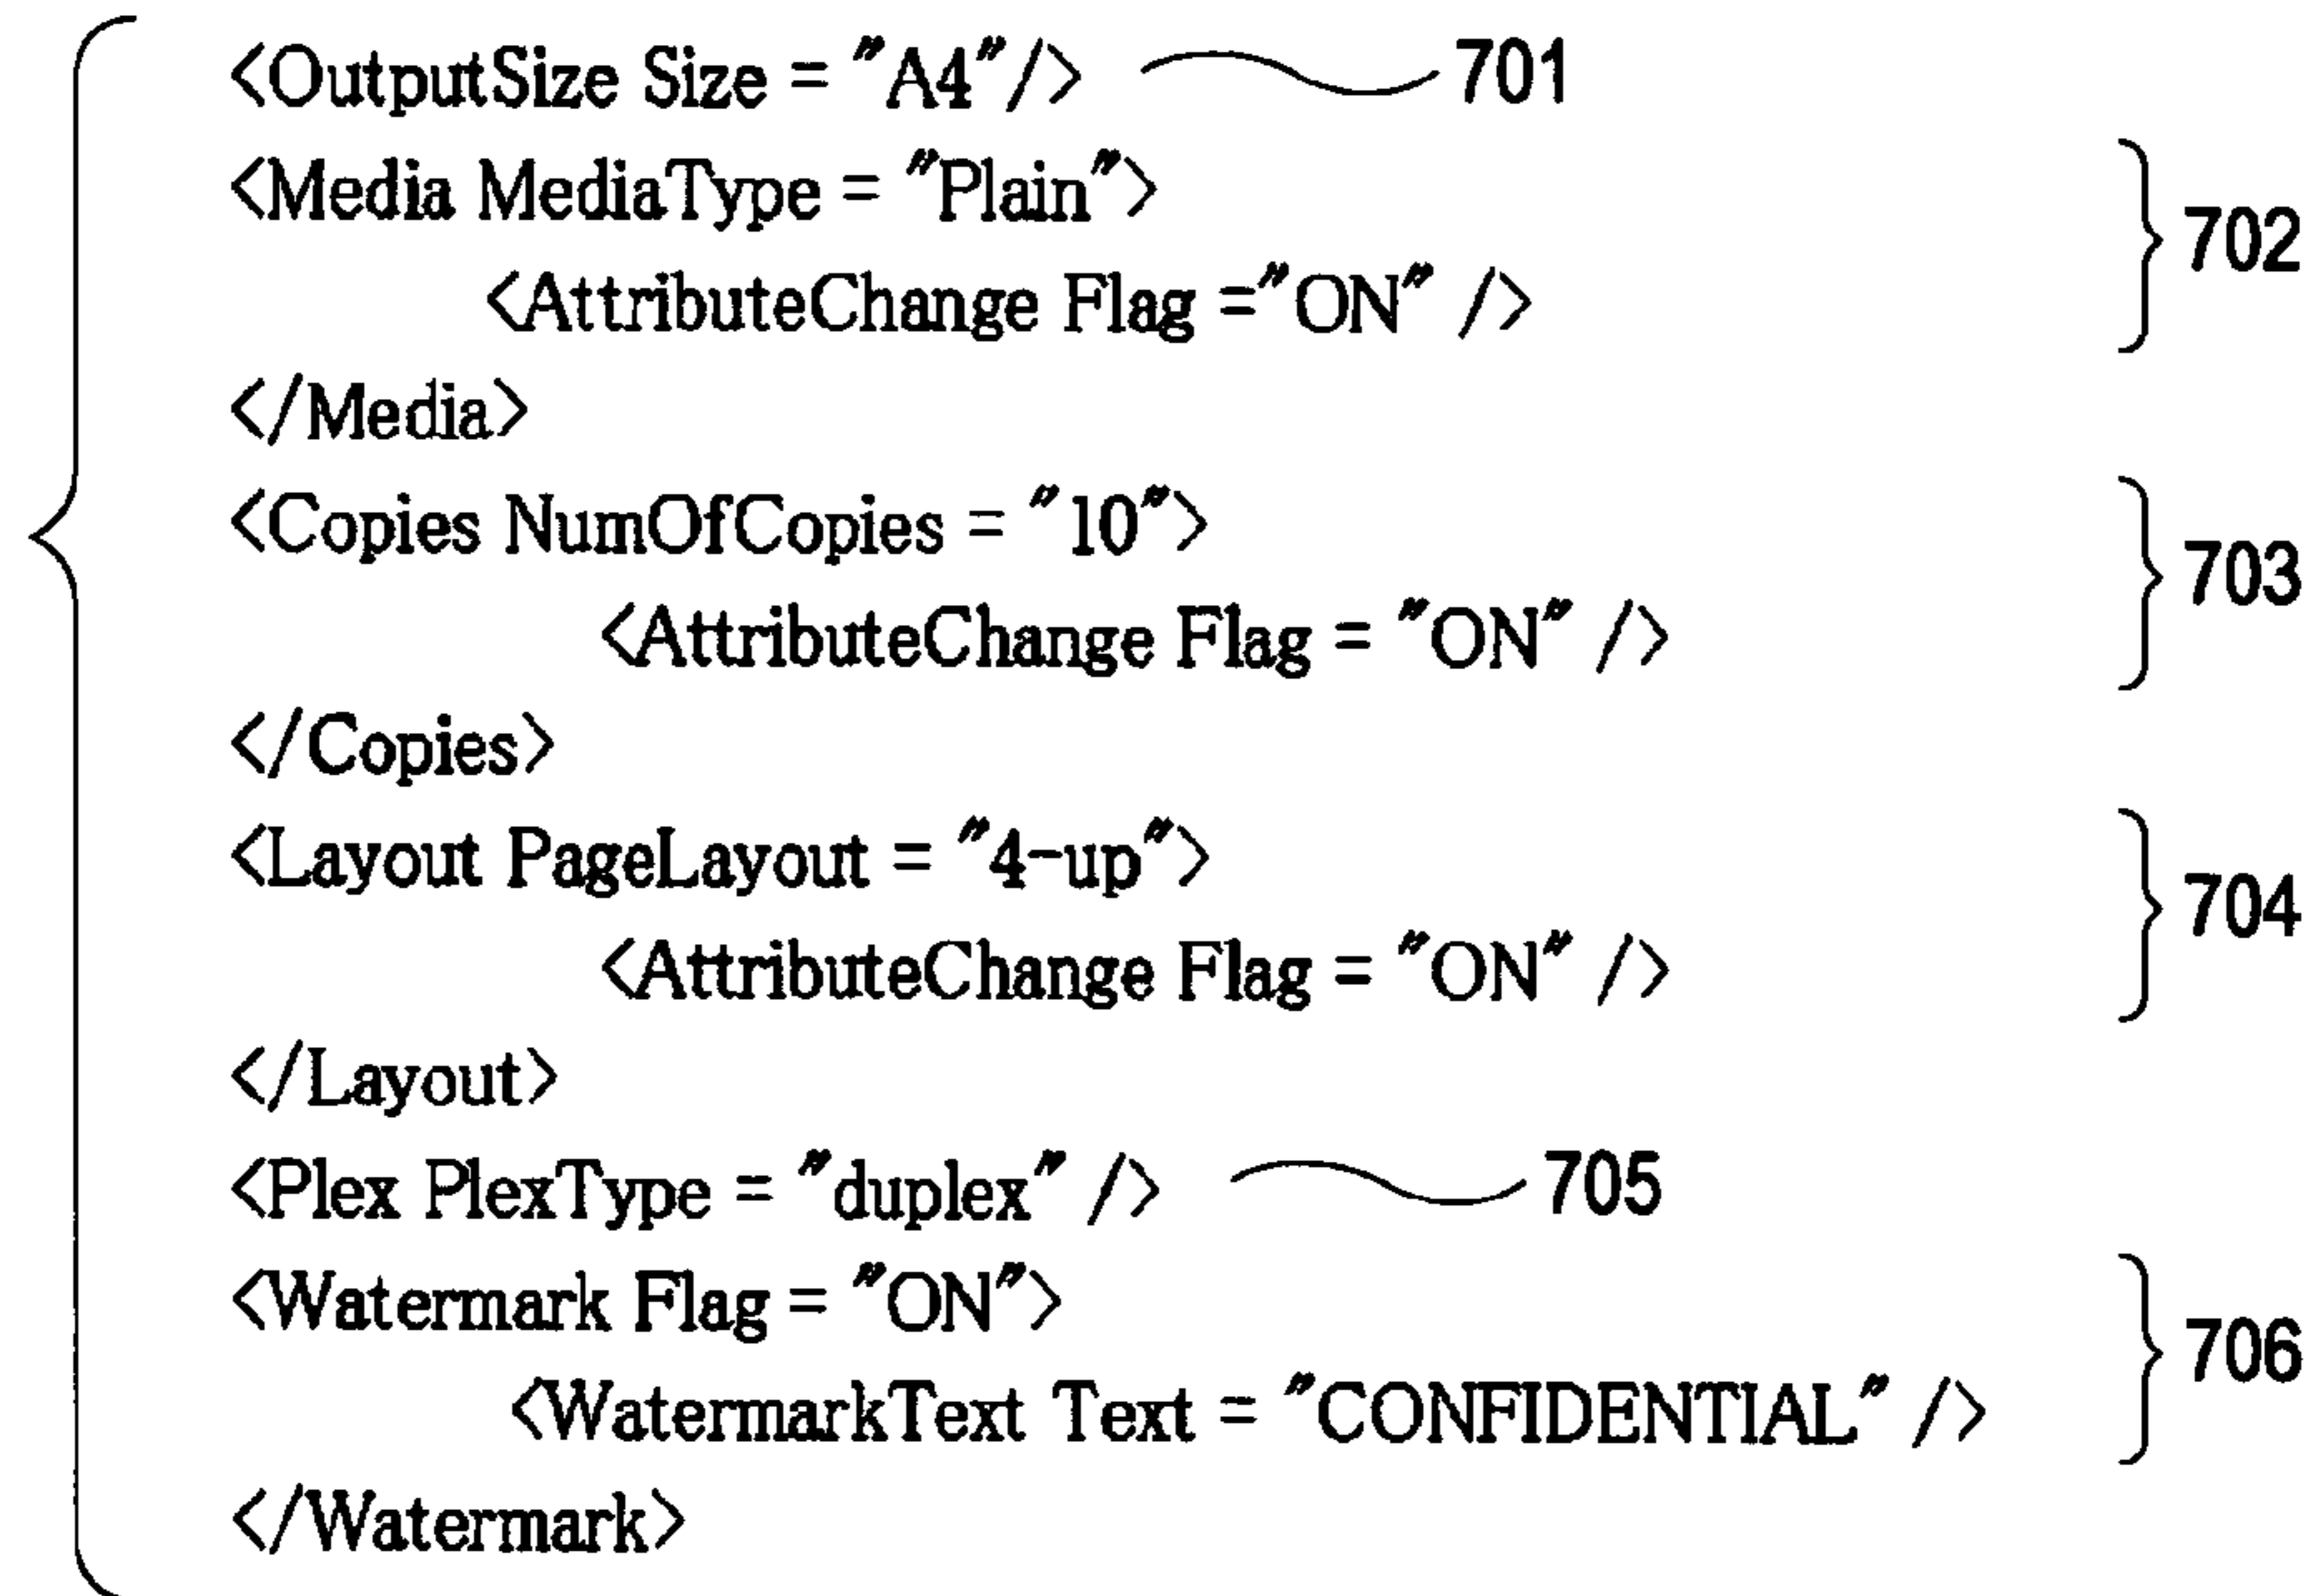 <OutputSize Size = "A4"/> 701
<Media MediaType = "Plain">
<AttributeChange Flag ="ON" />
702
</Media>
<Copies NumOfCopies = "10">
<AttributeChange Flag = "ON" />
703
</Copies>
<Layout PageLayout = "4-up">
<AttributeChange Flag = "ON" />
704
</Layout>
<Plex PlexType = "duplex" /> 705
<Watermark Flag = "ON">
<WatermarkText Text = "CONFIDENTIAL" />
706
</Watermark>